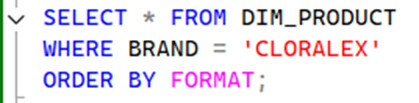 SELECT * FROM DIM_PRODUCT
WHERE BRAND = 'CLORALEX'
ORDER BY FORMAT;